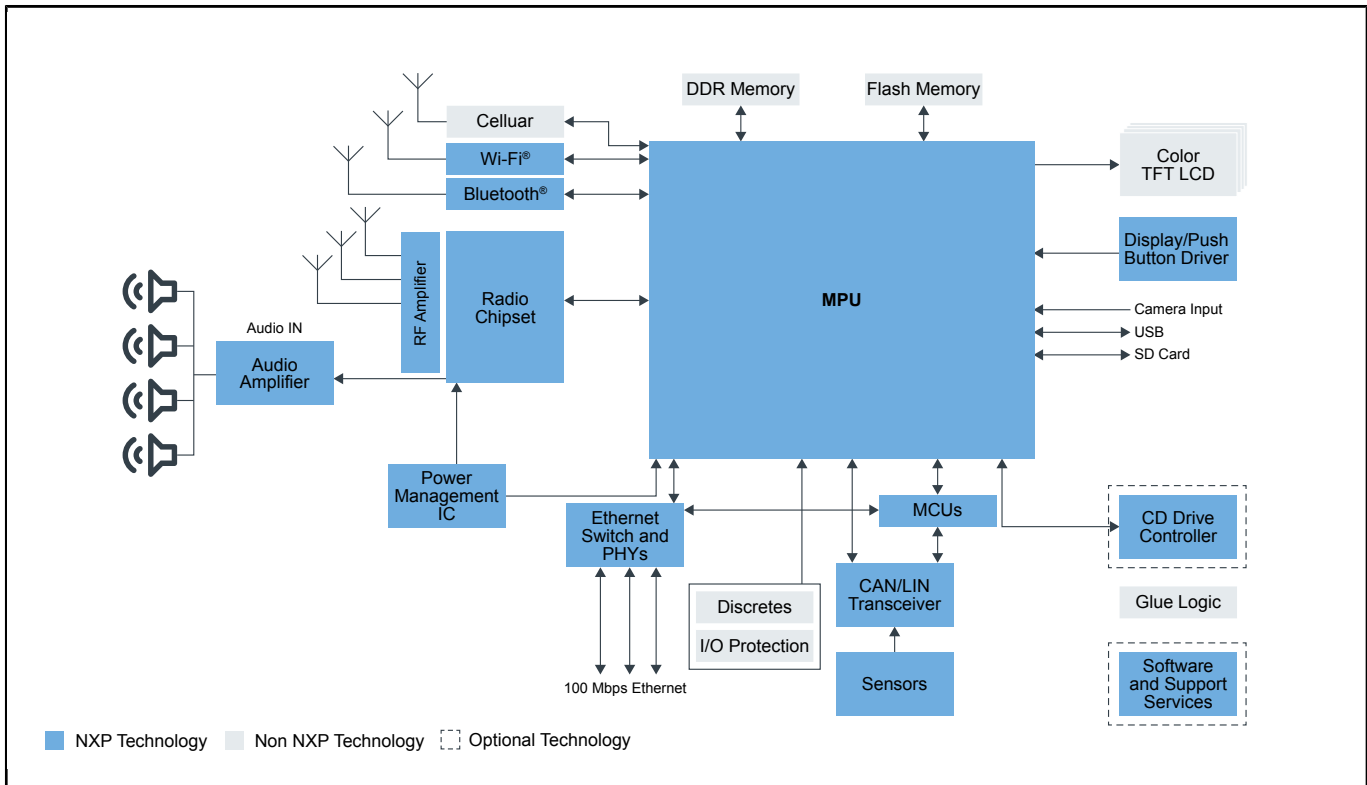 DDR Memory
Flash Memory
Celluar
Wi-Fi®
Bluetooth®
Color
TFT LCD
Display/Push
Button Driver
RF Amplifier
Radio
Chipset
MPU
Camera Input
USB
SD Card
Audio IN
Audio
Amplifier
Power
Management
IC
Ethernet
Switch and
PHYs
MCUs
CD Drive
Controller
CAN/LIN
Transceiver
Discretes
I/O Protection
Glue Logic
Sensors
Software
and Support
Services
100 Mbps Ethernet
NXP Technology
Non NXP Technology
Optional Technology